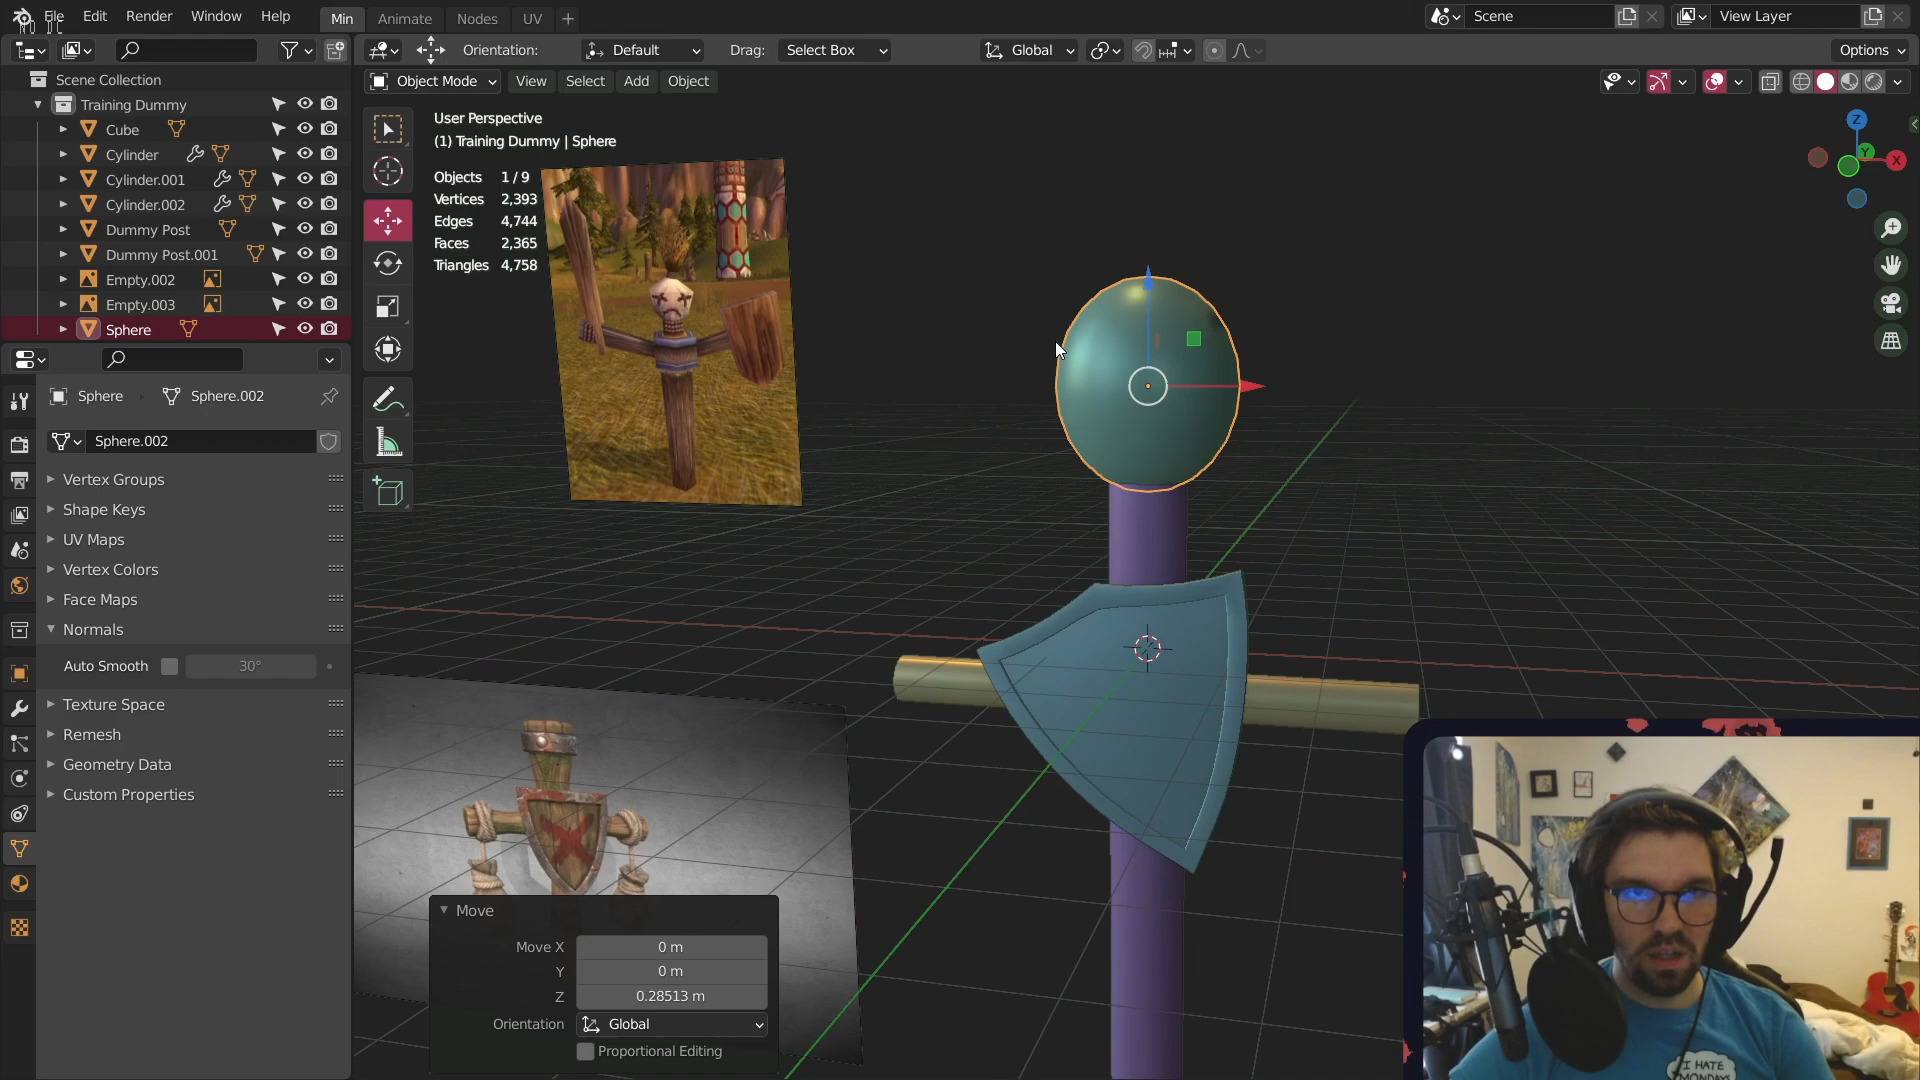 File Edit Render Window Help Min Animate Nodes UV + Scene View Layer
Orientation: Default Drag: Select Box Global Options
Object Mode View Select Add Object
Scene Collection
Training Dummy
Cube
Cylinder
Cylinder.001
Cylinder.002
Dummy Post
Dummy Post.001
Empty.002
Empty.003
Sphere
User Perspective
(1) Training Dummy | Sphere
Objects 1 / 9
Vertices 2,393
Edges 4,744
Faces 2,365
Triangles 4,758
Z
Y
X
Sphere Sphere.002
Sphere.002
Vertex Groups
Shape Keys
UV Maps
Vertex Colors
Face Maps
Normals
Auto Smooth 30°
Texture Space
Remesh
Geometry Data
Custom Properties
Move
Move X 0 m
Y 0 m
Z 0.28513 m
Orientation Global
Proportional Editing
I HATE
MONDAYS